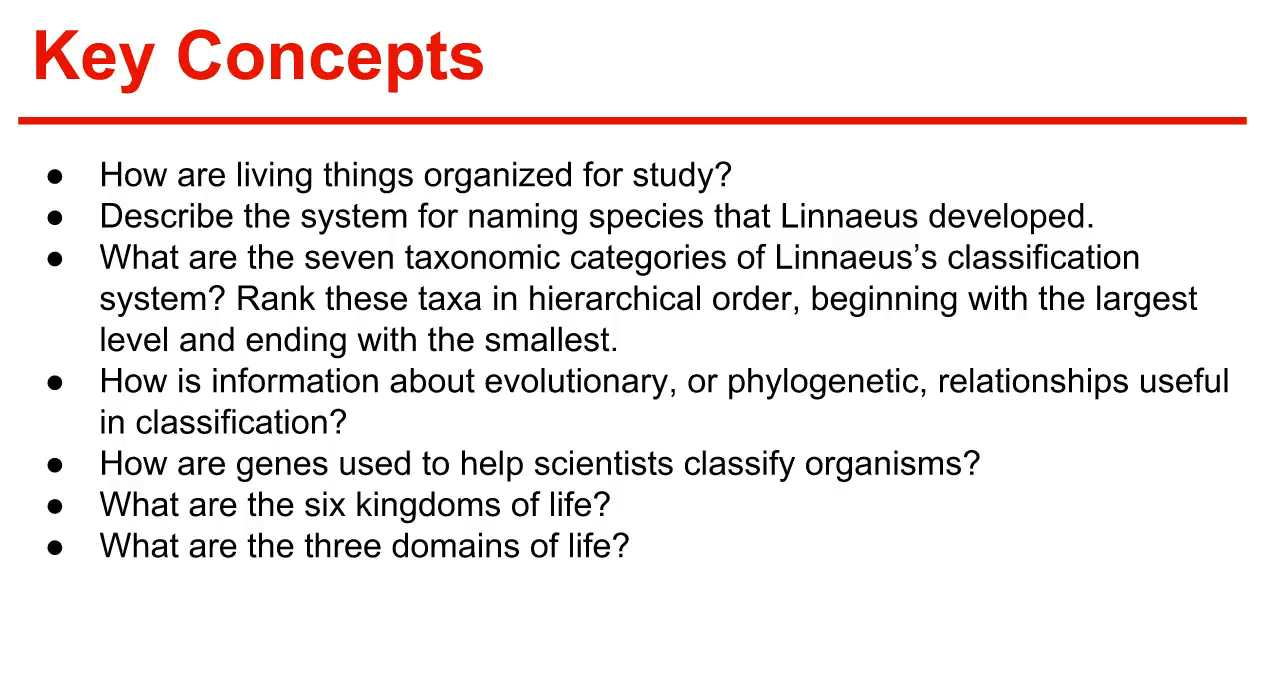 Key Concepts
● How are living things organized for study?
● Describe the system for naming species that Linnaeus developed.
● What are the seven taxonomic categories of Linnaeus’s classification
system? Rank these taxa in hierarchical order, beginning with the largest
level and ending with the smallest.
● How is information about evolutionary, or phylogenetic, relationships useful
in classification?
● How are genes used to help scientists classify organisms?
● What are the six kingdoms of life?
● What are the three domains of life?